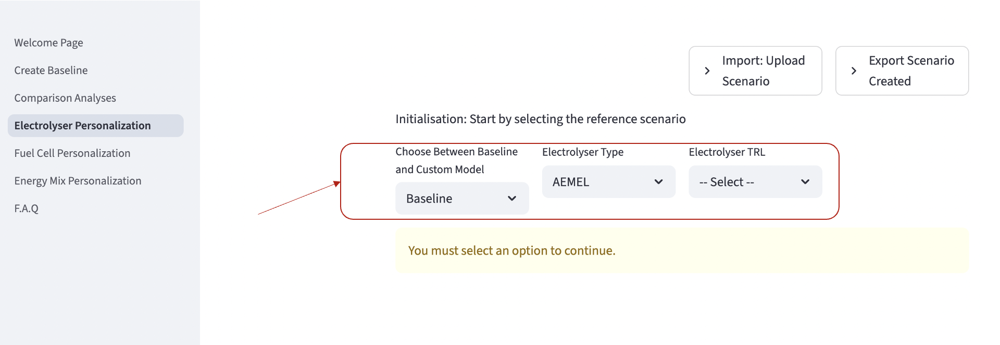 Welcome Page
Create Baseline
Comparison Analyses
Electrolyser Personalization
Fuel Cell Personalization
Energy Mix Personalization
F.A.Q
Import: Upload
Scenario
Export Scenario
Created
Initialisation: Start by selecting the reference scenario
Choose Between Baseline
and Custom Model
Baseline
Electrolyser Type
AEMEL
Electrolyser TRL
-- Select --
You must select an option to continue.